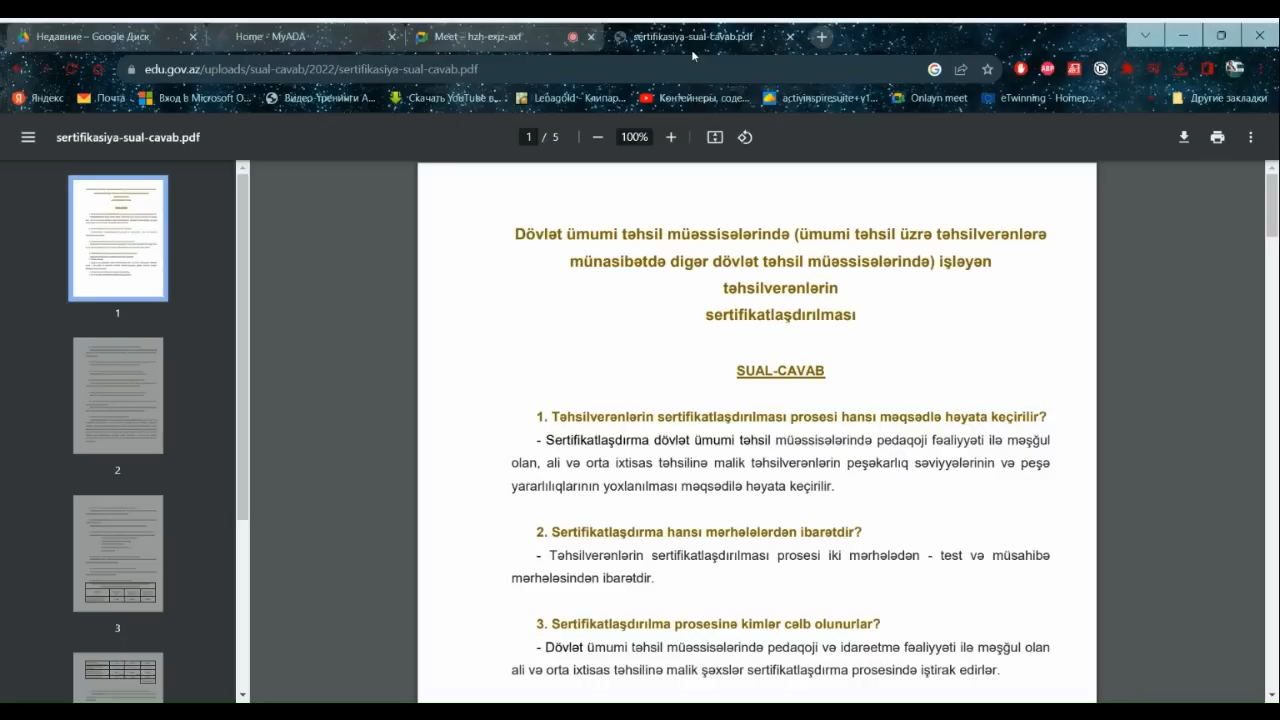 Недавние – Google Диск
Home - MyADA
Meet – hzh-exjz-axf
sertifikasiya-sual-cavab.pdf
edu.gov.az/uploads/sual-cavab/2022/sertifikasiya-sual-cavab.pdf
Яндекс
Почта
Вход в Microsoft O...
Видео-Тренинги A...
Скачать YouTube в...
Lenagold - Клипар...
Контейнеры, соде...
activinspiresuite+v1...
Onlayn meet
eTwinning - Homep...
Другие закладки
sertifikasiya-sual-cavab.pdf
1 / 5
100%
Dövlət ümumi təhsil müəssisələrində (ümumi təhsil üzrə təhsilverənlərə
münasibətdə digər dövlət təhsil müəssisələrində) işləyən
təhsilverənlərin
sertifikatlaşdırılması
SUAL-CAVAB
1. Təhsilverənlərin sertifikatlaşdırılması prosesi hansı məqsədlə həyata keçirilir?
- Sertifikatlaşdırma dövlət ümumi təhsil müəssisələrində pedaqoji fəaliyyəti ilə məşğul
olan, ali və orta ixtisas təhsilinə malik təhsilverənlərin peşəkarlıq səviyyələrinin və peşə
yararlılıqlarının yoxlanılması məqsədilə həyata keçirilir.
2. Sertifikatlaşdırma hansı mərhələlərdən ibarətdir?
- Təhsilverənlərin sertifikatlaşdırılması prosesi iki mərhələdən - test və müsahibə
mərhələsindən ibarətdir.
3. Sertifikatlaşdırılma prosesinə kimlər cəlb olunurlar?
- Dövlət ümumi təhsil müəssisələrində pedaqoji və idarəetmə fəaliyyəti ilə məşğul olan
ali və orta ixtisas təhsilinə malik şəxslər sertifikatlaşdırma prosesində iştirak edirlər.
1
2
3